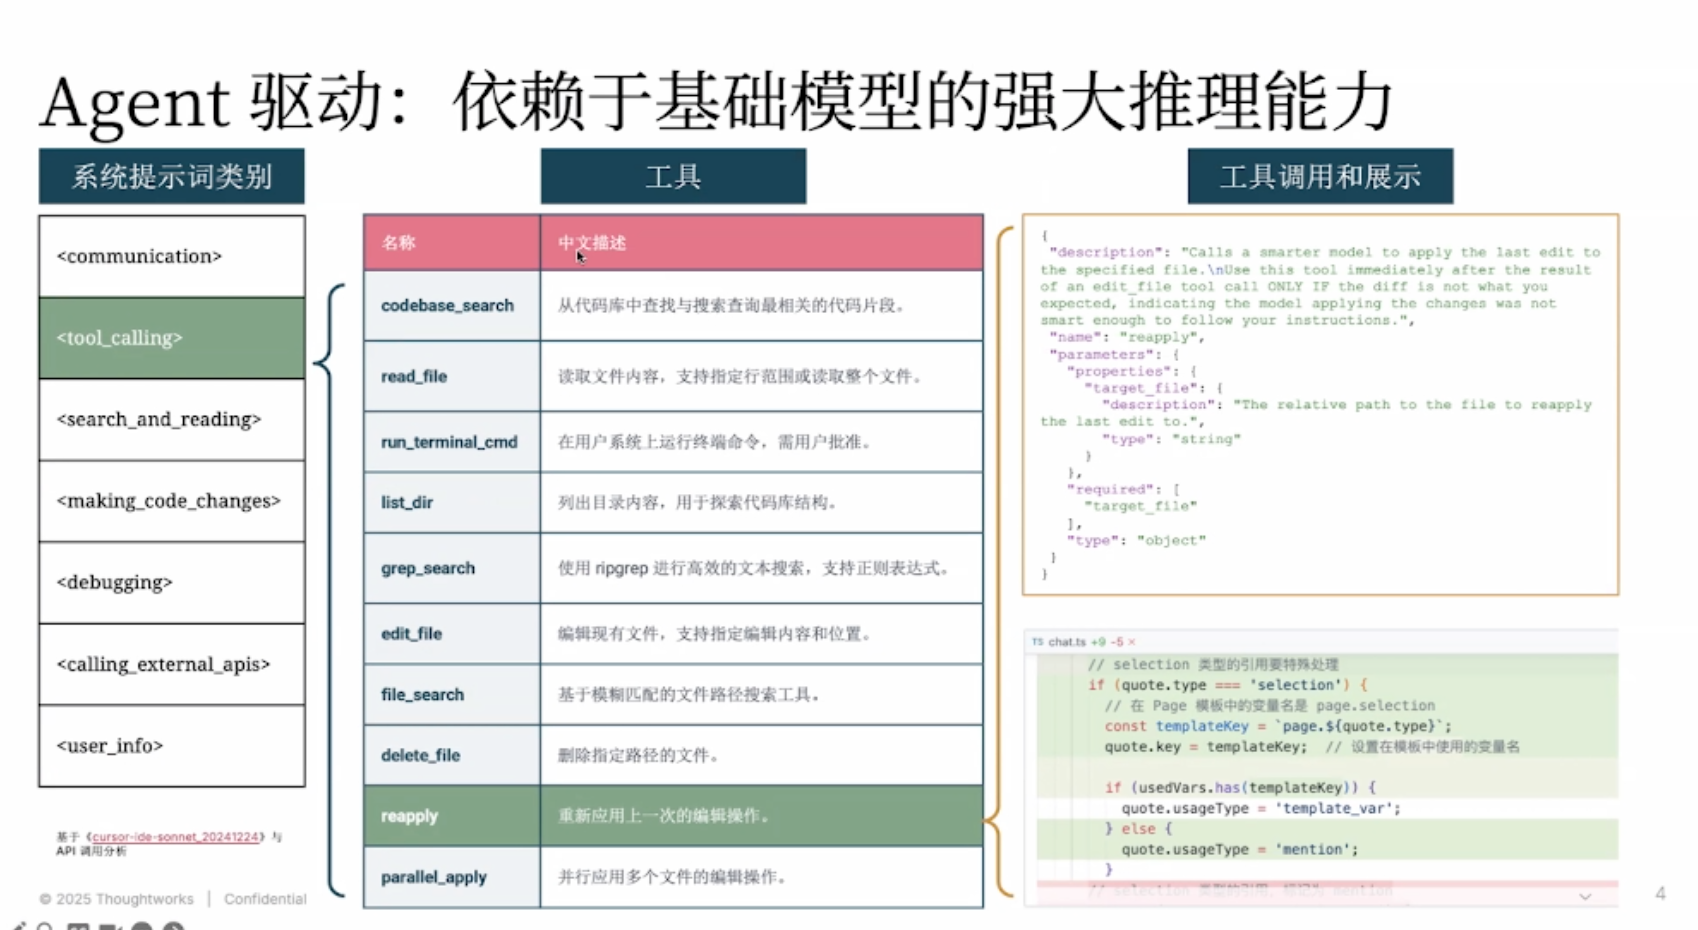 Agent 驱动：依赖于基础模型的强大推理能力
系统提示词类别
<communication>
<tool_calling>
<search_and_reading>
<making_code_changes>
<debugging>
<calling_external_apis>
<user_info>
基于《cursor-ide-sonnet_20241224》与
API 调用分析
工具
名称 中文描述
codebase_search 从代码库中查找与搜索查询最相关的代码片段。
read_file 读取文件内容，支持指定行范围或读取整个文件。
run_terminal_cmd 在用户系统上运行终端命令，需用户批准。
list_dir 列出目录内容，用于探索代码库结构。
grep_search 使用 ripgrep 进行高效的文本搜索，支持正则表达式。
edit_file 编辑现有文件，支持指定编辑内容和位置。
file_search 基于模糊匹配的文件路径搜索工具。
delete_file 删除指定路径的文件。
reapply 重新应用上一次的编辑操作。
parallel_apply 并行应用多个文件的编辑操作。
工具调用和展示
{
"description": "Calls a smarter model to apply the last edit to
the specified file.\nUse this tool immediately after the result
of an edit_file tool call ONLY IF the diff is not what you
expected, indicating the model applying the changes was not
smart enough to follow your instructions.",
"name": "reapply",
"parameters": {
"properties": {
"target_file": {
"description": "The relative path to the file to reapply
the last edit to.",
"type": "string"
}
},
"required": [
"target_file"
],
"type": "object"
}
}
TS chat.ts +9 -5 ×
// selection 类型的引用要特殊处理
if (quote.type === 'selection') {
// 在 Page 模板中的变量名是 page.selection
const templateKey = `page.${quote.type}`;
quote.key = templateKey; // 设置在模板中使用的变量名
if (usedVars.has(templateKey)) {
quote.usageType = 'template_var';
} else {
quote.usageType = 'mention';
}
// selection 类型的引用，标记为 mention
© 2025 Thoughtworks | Confidential
4